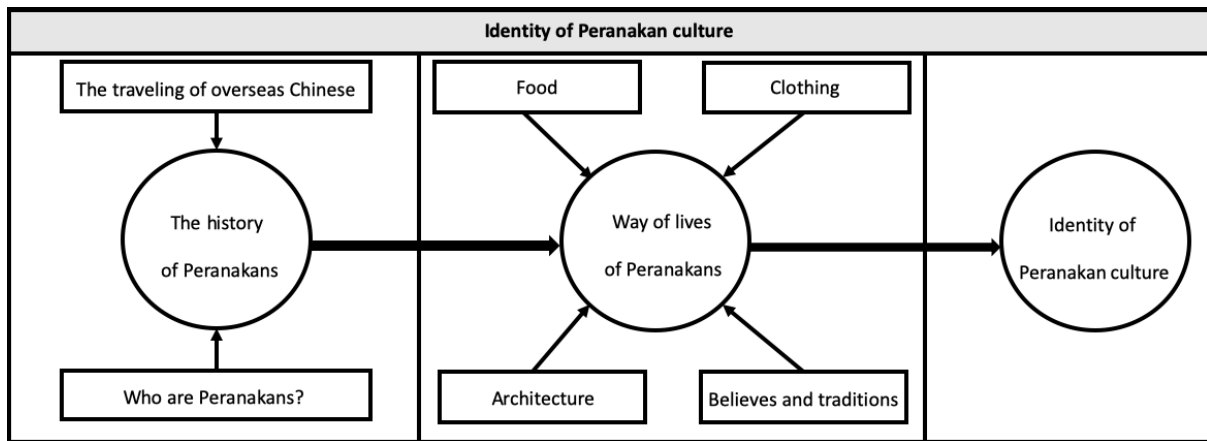 Identity of Peranakan culture
The traveling of overseas Chinese
The history
of Peranakans
Who are Peranakans?
Food
Clothing
Way of lives
of Peranakans
Architecture
Believes and traditions
Identity of
Peranakan culture